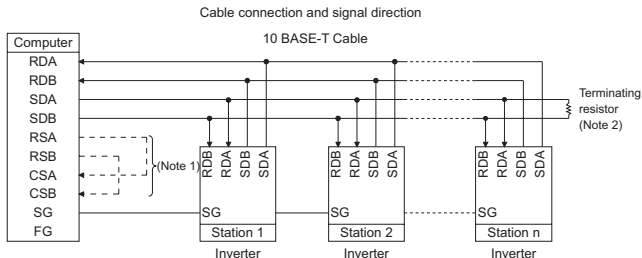 Cable connection and signal direction
10 BASE-T Cable
Computer
RDA
RDB
SDA
SDB
RSA
RSB
CSA
CSB
SG
FG
(Note 1)
Terminating
resistor
(Note 2)
RDB
RDA
SDB
SDA
SG
Station 1
Inverter
RDB
RDA
SDB
SDA
SG
Station 2
Inverter
RDB
RDA
SDB
SDA
SG
Station n
Inverter